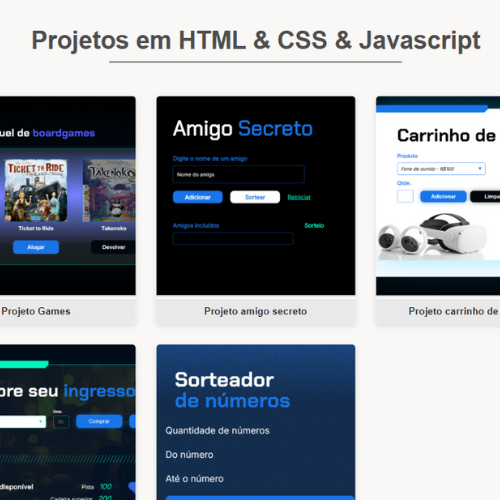 Projetos em HTML & CSS & Javascript
uel de boardgames
TICKET TO RIDE
TAKENOKO
Ticket to Ride
Takenoko
Alugar
Devolver
Projeto Games
Amigo Secreto
Digite o nome de um amigo
Nome do amigo
Adicionar
Sortear
Reiniciar
Amigos incluídos
Sorteio
Projeto amigo secreto
Carrinho de
Produto
Fone de ouvido - R$100
Qtde.
Adicionar
Limpa
Projeto carrinho de
pre seu ingresso
Qtde.
Comprar
disponível
Pista 100
Cadeira superior 200
Sorteador
de números
Quantidade de números
Do número
Até o número